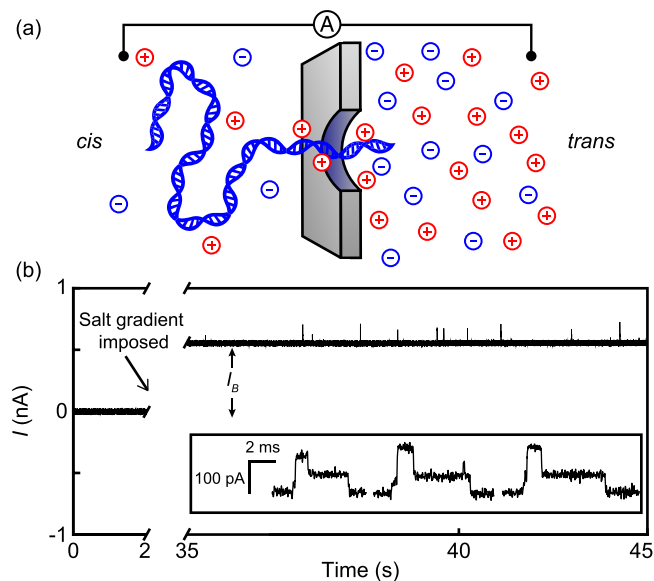 (a)
A
cis
trans
(b)
1
Salt gradient
imposed
I_B
I (nA)
0
2 ms
100 pA
-1
0
2
35
40
45
Time (s)